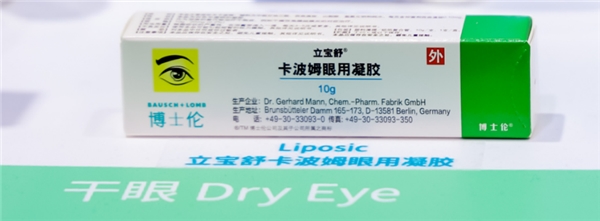 立宝舒®
外
卡波姆眼用凝胶
10g
BAUSCH + LOMB
博士伦
生产企业: Dr. Gerhard Mann, Chem.-Pharm. Fabrik GmbH
生产地址: Brunsbütteler Damm 165-173, D-13581 Berlin, Germany
电 话: +49-30-33093-0 传真: +49-30-33093-350
博士伦®
Liposic
立宝舒卡波姆眼用凝胶
干眼 Dry Eye